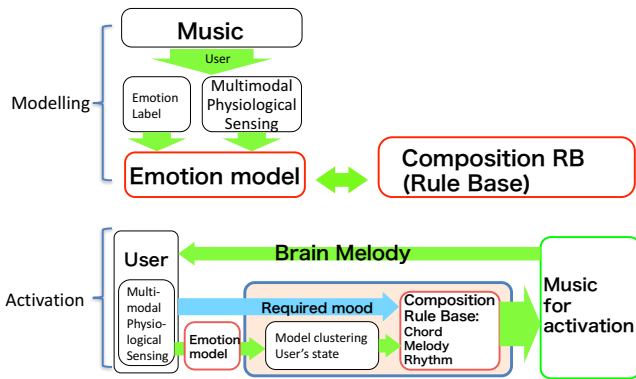 Music
User
Modelling
Emotion
Label
Multimodal
Physiological
Sensing
Emotion model
Composition RB
(Rule Base)
Activation
User
Multi-
modal
Physio-
logical
Sensing
Brain Melody
Required mood
Emotion
model
Model clustering
User's state
Composition
Rule Base:
Chord
Melody
Rhythm
Music
for
activation